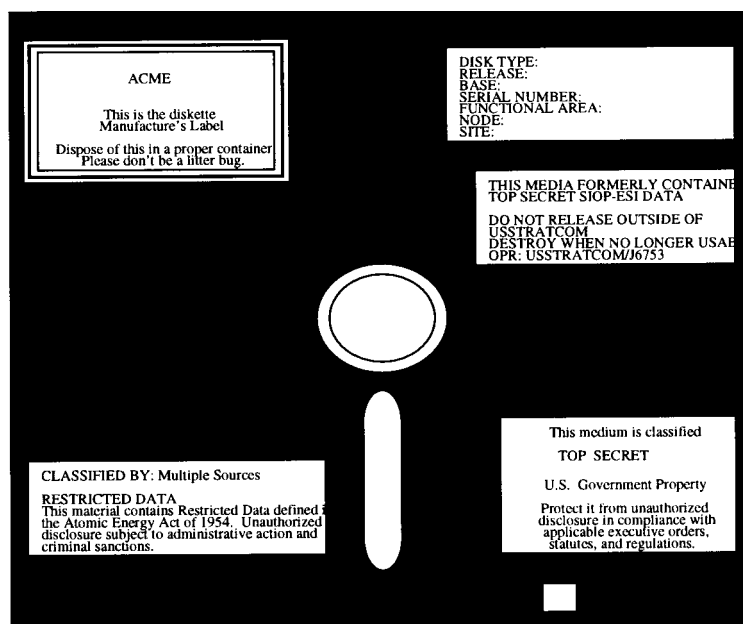 ACME
This is the diskette
Manufacture's Label
Dispose of this in a proper container
Please don't be a litter bug.
DISK TYPE:
RELEASE:
BASE:
SERIAL NUMBER:
FUNCTIONAL AREA:
NODE:
SITE:
THIS MEDIA FORMERLY CONTAINE
TOP SECRET SIOP-ESI DATA
DO NOT RELEASE OUTSIDE OF
USSTRATCOM
DESTROY WHEN NO LONGER USAB
OPR: USSTRATCOM/J6753
CLASSIFIED BY: Multiple Sources
RESTRICTED DATA
This material contains Restricted Data defined i
the Atomic Energy Act of 1954. Unauthorized
disclosure subject to administrative action and
criminal sanctions.
This medium is classified
TOP SECRET
U.S. Government Property
Protect it from unauthorized
disclosure in compliance with
applicable executive orders,
statutes, and regulations.